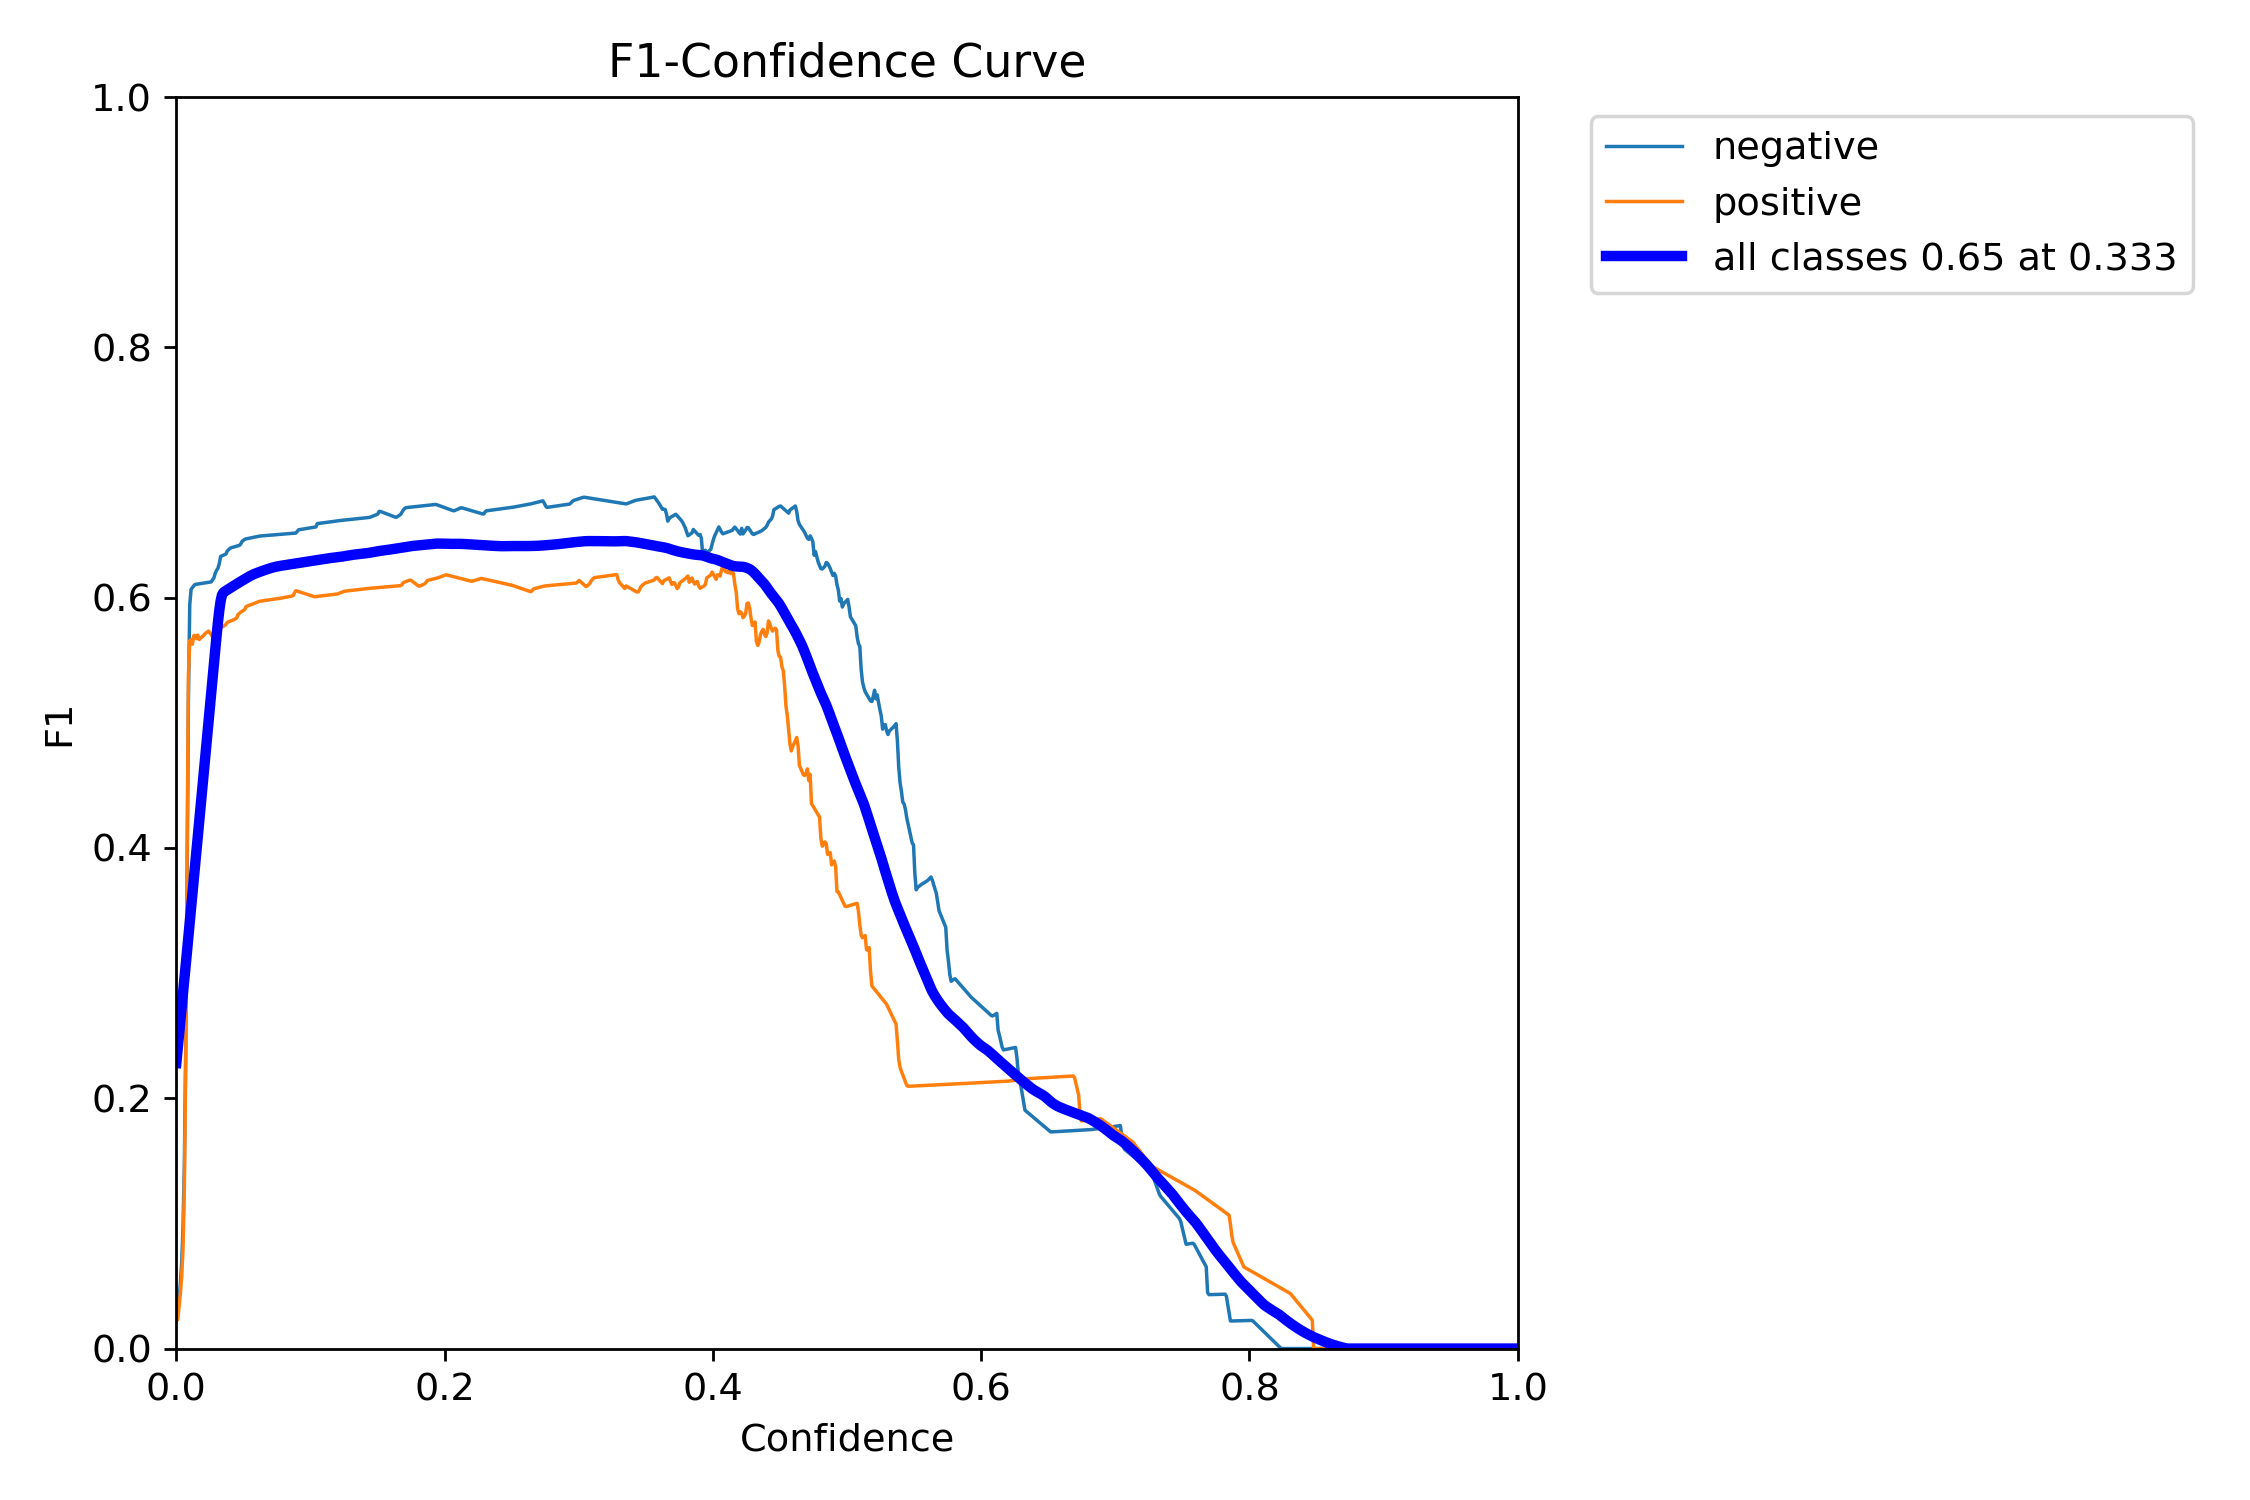 F1-Confidence Curve
1.0
0.8
0.6
0.4
0.2
0.0
F1
0.0 0.2 0.4 0.6 0.8 1.0
Confidence
negative
positive
all classes 0.65 at 0.333